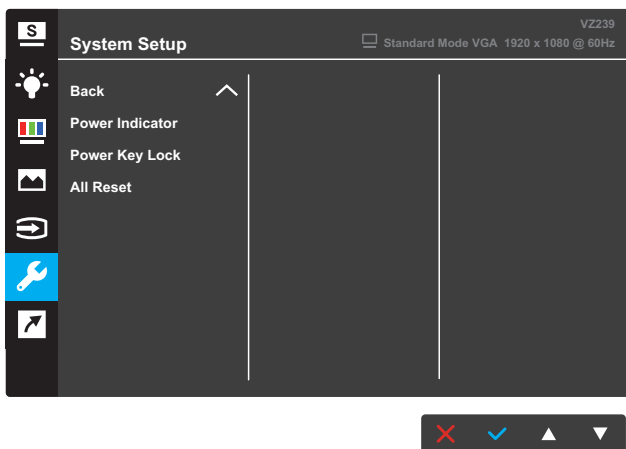 S
VZ239
System Setup
Standard Mode VGA 1920 x 1080 @ 60Hz
Back
Power Indicator
Power Key Lock
All Reset